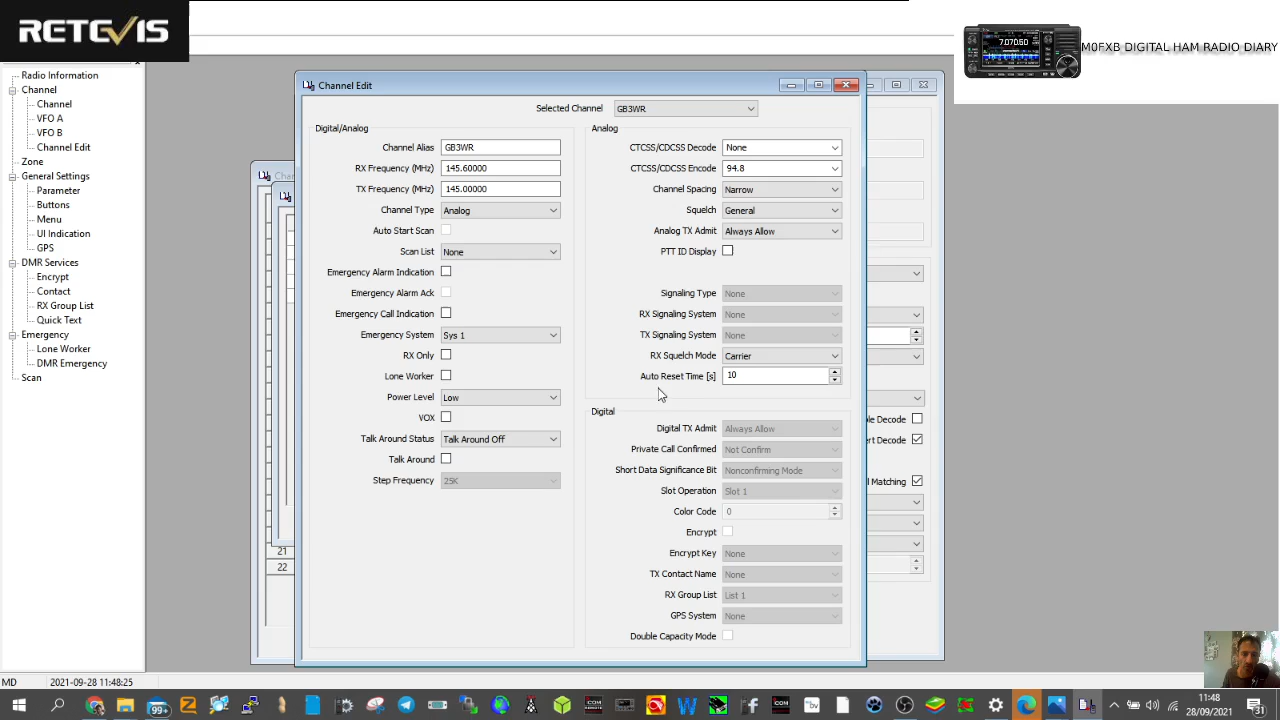 RETEVIS
7.070.50
M0FXB DIGITAL HAM RADIO DIARY
Radio Information
Channel
Channel
VFO A
VFO B
Channel Edit
Zone
General Settings
Parameter
Buttons
Menu
UI Indication
GPS
DMR Services
Encrypt
Contact
RX Group List
Quick Text
Emergency
Lone Worker
DMR Emergency
Scan
Channel Edit
Selected Channel GB3WR
Digital/Analog
Channel Alias GB3WR
RX Frequency (MHz) 145.60000
TX Frequency (MHz) 145.00000
Channel Type Analog
Auto Start Scan
Scan List None
Emergency Alarm Indication
Emergency Alarm Ack
Emergency Call Indication
Emergency System Sys 1
RX Only
Lone Worker
Power Level Low
VOX
Talk Around Status Talk Around Off
Talk Around
Step Frequency 25K
Analog
CTCSS/CDCSS Decode None
CTCSS/CDCSS Encode 94.8
Channel Spacing Narrow
Squelch General
Analog TX Admit Always Allow
PTT ID Display
Signaling Type None
RX Signaling System None
TX Signaling System None
RX Squelch Mode Carrier
Auto Reset Time [s] 10
Digital
Digital TX Admit Always Allow
Private Call Confirmed Not Confirm
Short Data Significance Bit Nonconfirming Mode
Slot Operation Slot 1
Color Code 0
Encrypt
Encrypt Key None
TX Contact Name None
RX Group List List 1
GPS System None
Double Capacity Mode
Decode
Decode
Matching
21
22
MD 2021-09-28 11:48:25
99+
11:48
28/09/2021
31